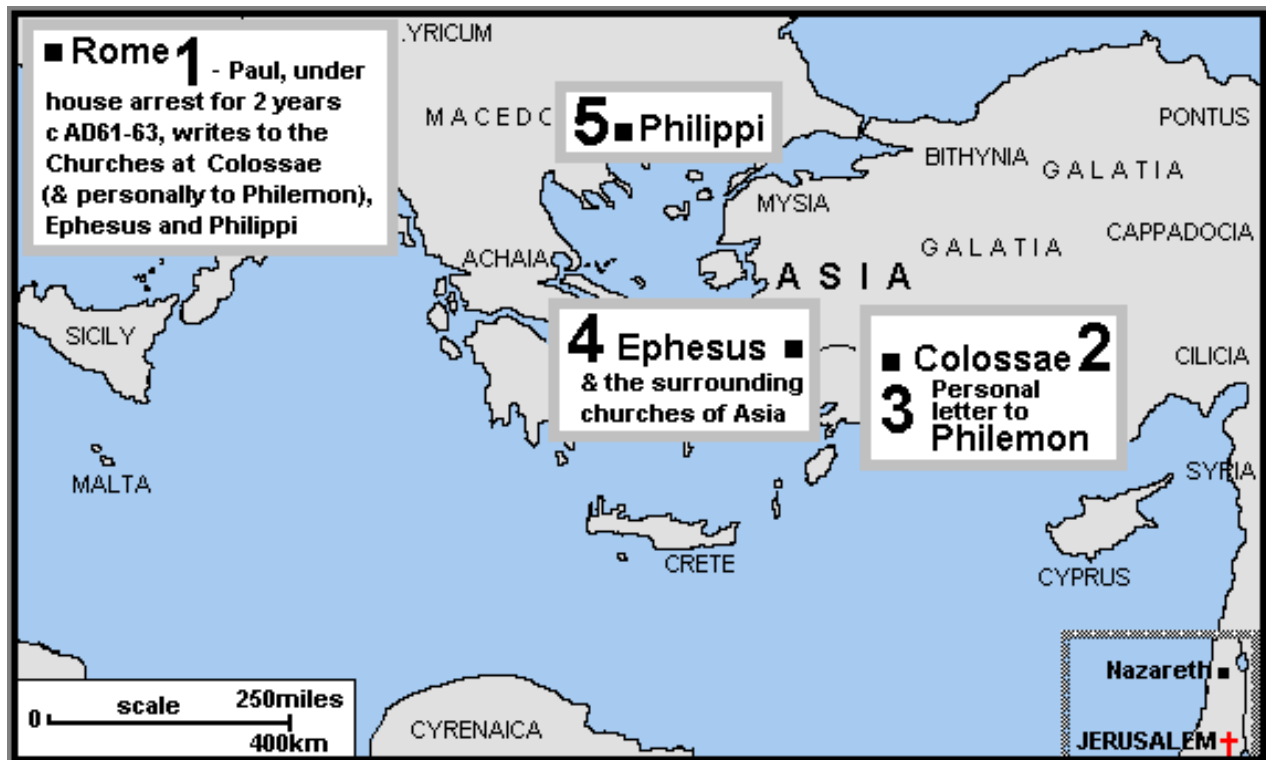 ■ Rome 1 - Paul, under
house arrest for 2 years
c AD61-63, writes to the
Churches at Colossae
(& personally to Philemon),
Ephesus and Philippi
.YRICUM
MACEDC
5 ■ Philippi
PONTUS
BITHYNIA
GALATIA
MYSIA
CAPPADOCIA
GALATIA
ACHAIA
ASIA
SICILY
4 Ephesus ■
& the surrounding
churches of Asia
■ Colossae 2
3 Personal
letter to
Philemon
CILICIA
MALTA
SYRIA
CRETE
CYPRUS
Nazareth ■
JERUSALEM
CYRENAICA
scale 250miles
0
400km